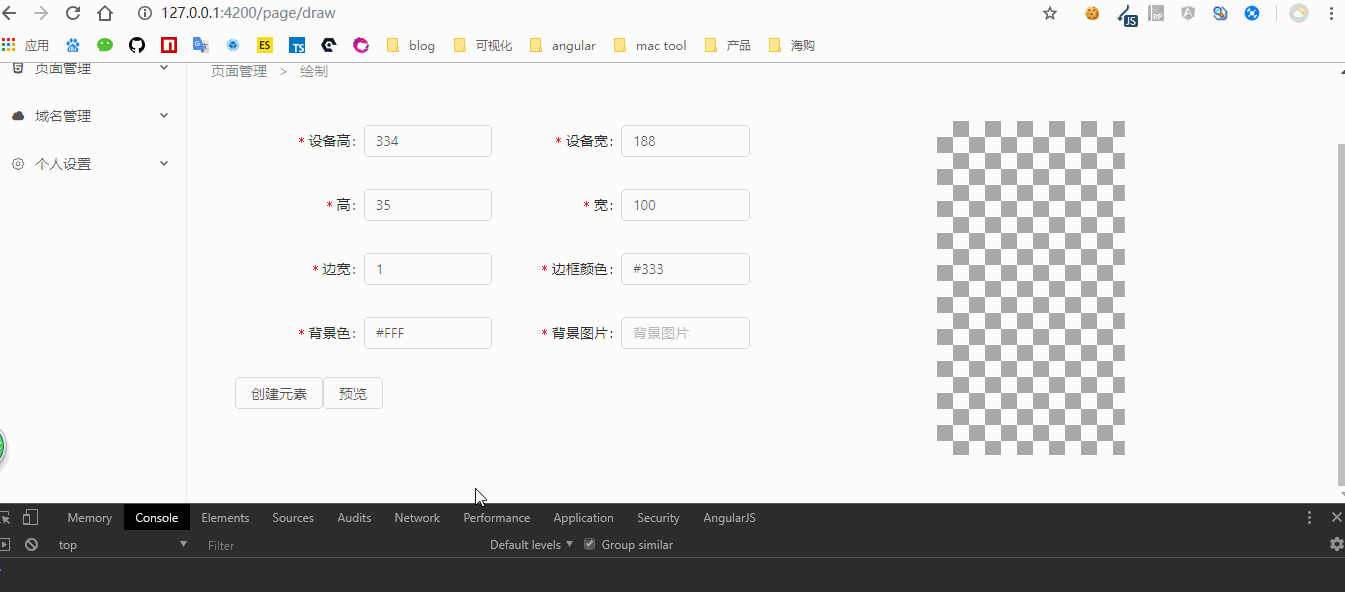 127.0.0.1:4200/page/draw
JS
RP
应用
ES
TS
blog
可视化
angular
mac tool
产品
海购
页面管理
域名管理
个人设置
页面管理 > 绘制
* 设备高: 334
* 设备宽: 188
* 高: 35
* 宽: 100
* 边宽: 1
* 边框颜色: #333
* 背景色: #FFF
* 背景图片: 背景图片
创建元素
预览
Memory Console Elements Sources Audits Network Performance Application Security AngularJS
top Filter Default levels Group similar